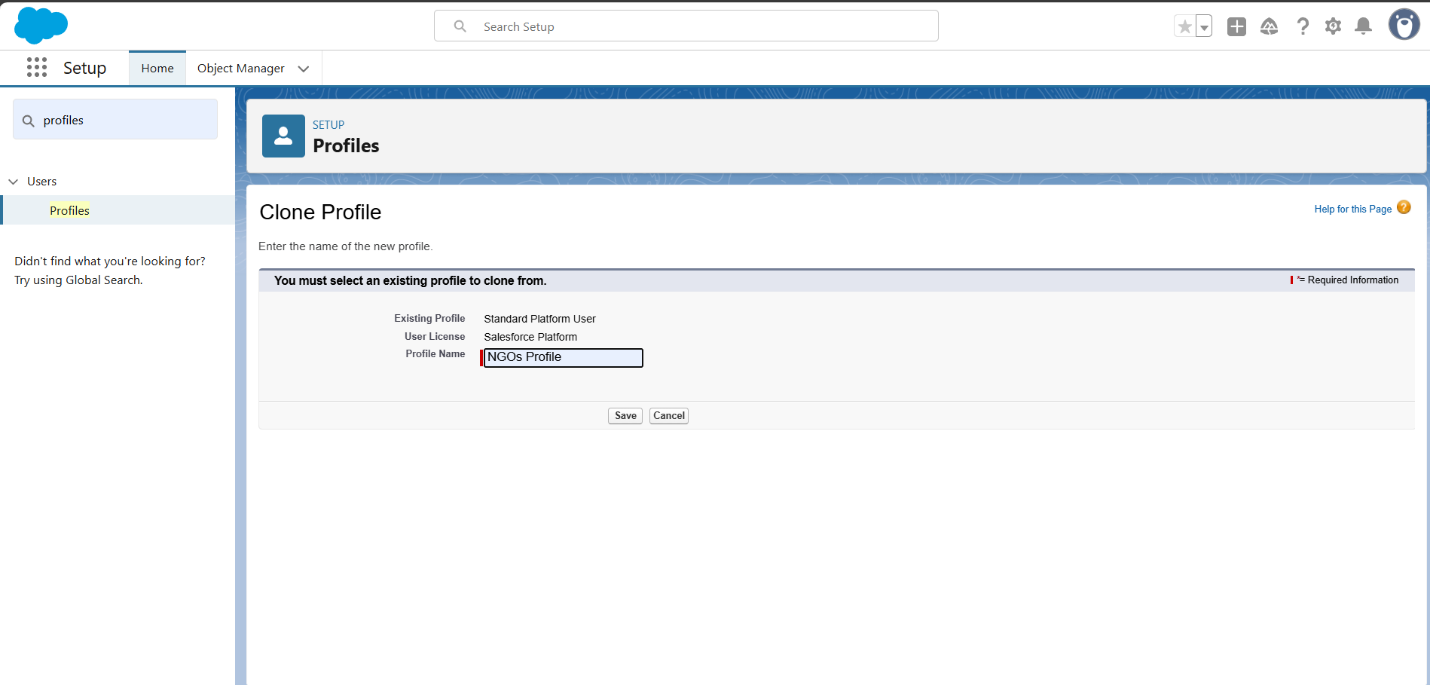 Search Setup
Setup
Home
Object Manager
profiles
SETUP
Profiles
Users
Profiles
Didn't find what you're looking for?
Try using Global Search.
Clone Profile
Help for this Page ?
Enter the name of the new profile.
You must select an existing profile to clone from.
*= Required Information
Existing Profile Standard Platform User
User License Salesforce Platform
Profile Name NGOs Profile
Save Cancel